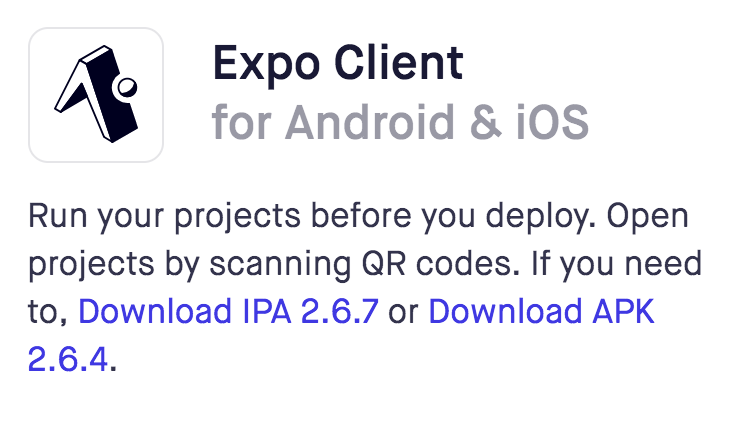 Expo Client
for Android & iOS
Run your projects before you deploy. Open
projects by scanning QR codes. If you need
to, Download IPA 2.6.7 or Download APK
2.6.4.